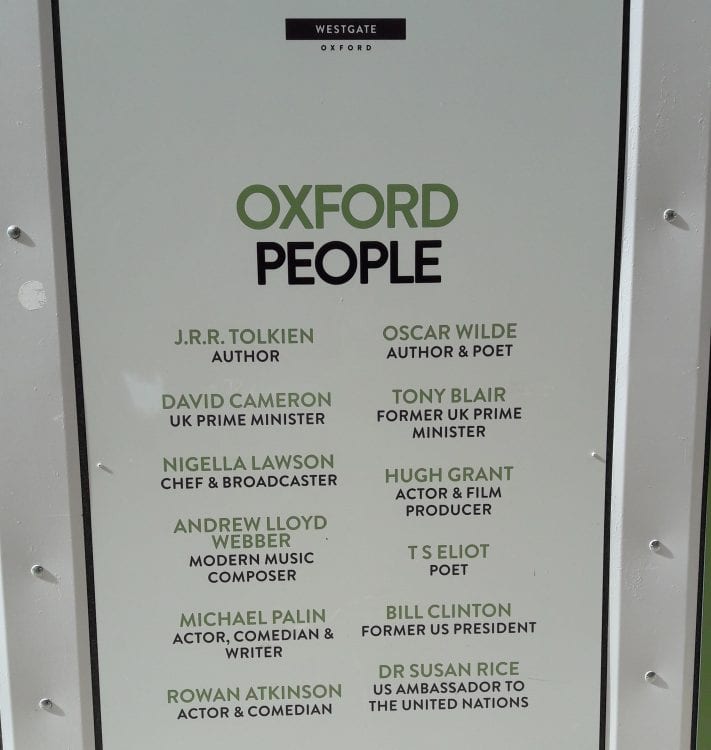 WESTGATE
OXFORD
OXFORD
PEOPLE
J.R.R. TOLKIEN
AUTHOR
DAVID CAMERON
UK PRIME MINISTER
NIGELLA LAWSON
CHEF & BROADCASTER
ANDREW LLOYD
WEBBER
MODERN MUSIC
COMPOSER
MICHAEL PALIN
ACTOR, COMEDIAN &
WRITER
ROWAN ATKINSON
ACTOR & COMEDIAN
OSCAR WILDE
AUTHOR & POET
TONY BLAIR
FORMER UK PRIME
MINISTER
HUGH GRANT
ACTOR & FILM
PRODUCER
T S ELIOT
POET
BILL CLINTON
FORMER US PRESIDENT
DR SUSAN RICE
US AMBASSADOR TO
THE UNITED NATIONS